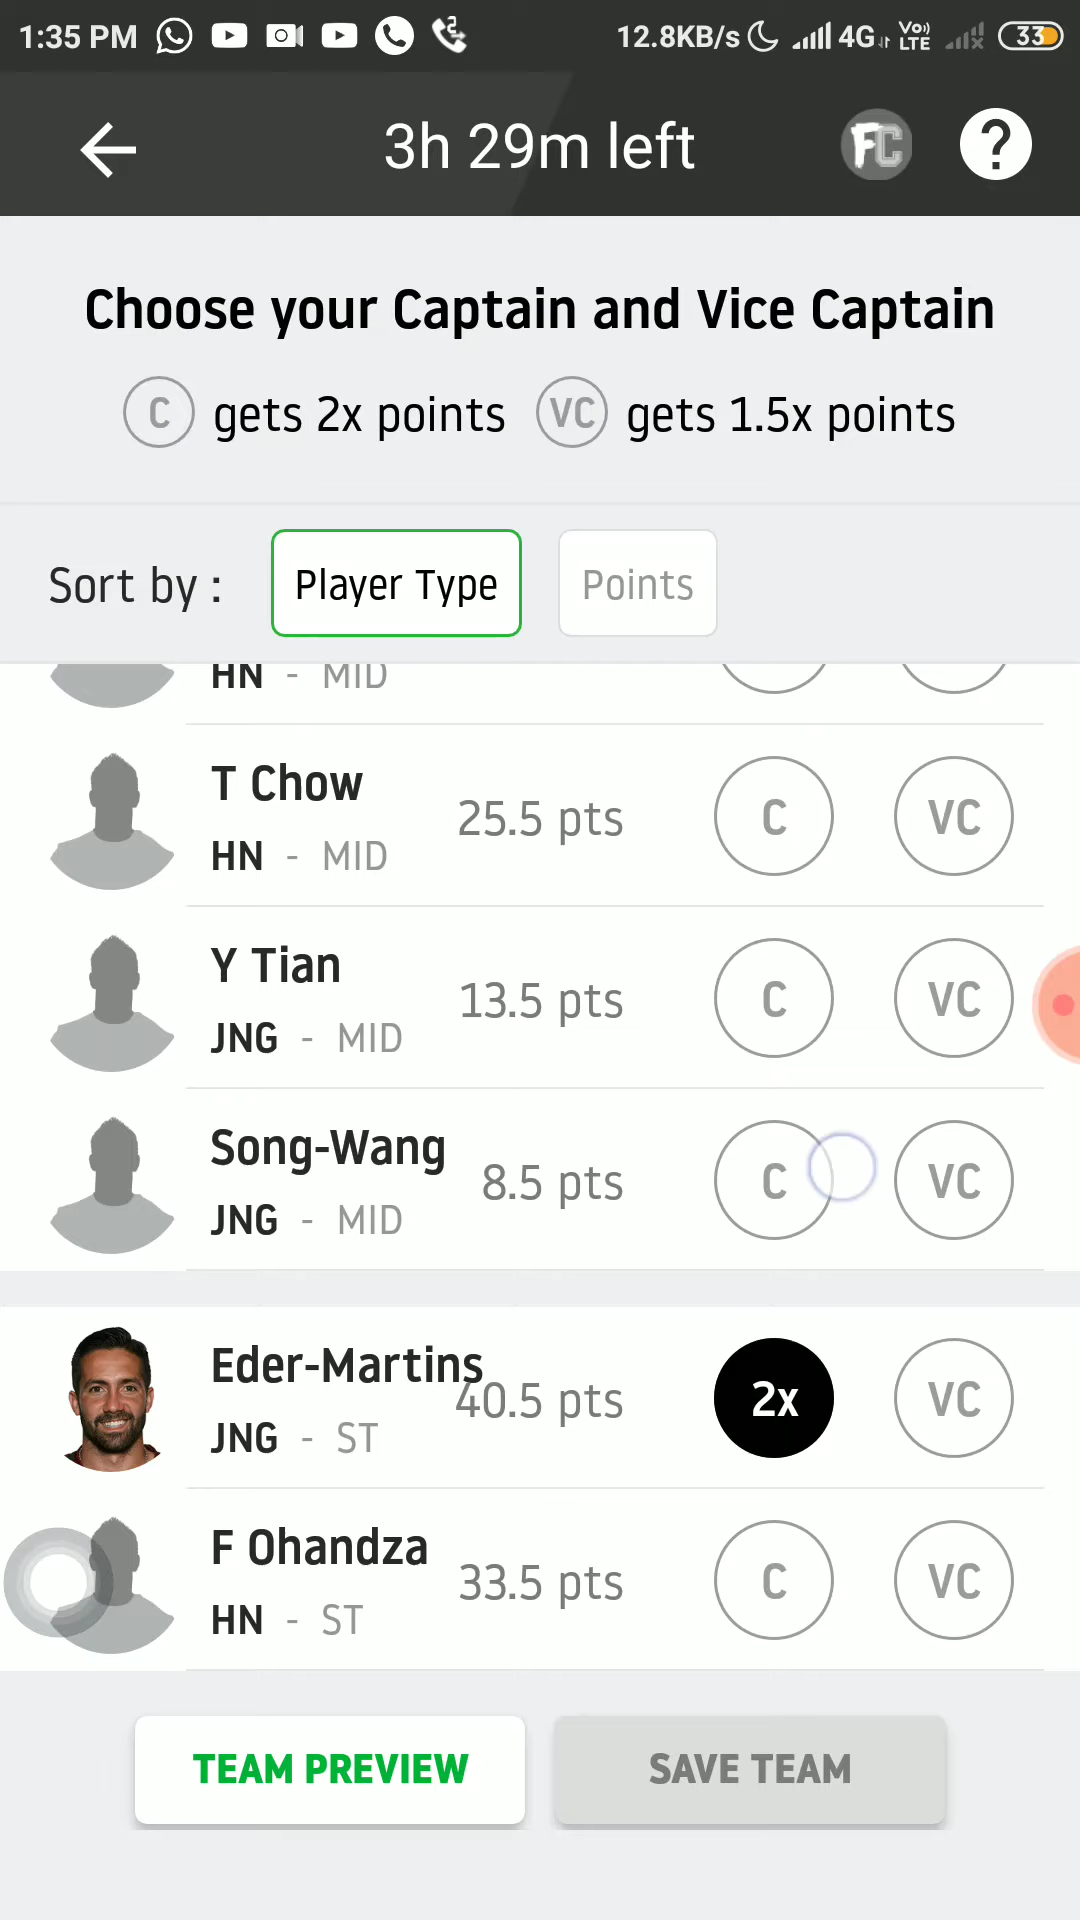 1:35 PM 12.8KB/s 4G Vo) LTE 33
3h 29m left FC ?
Choose your Captain and Vice Captain
C gets 2x points VC gets 1.5x points
Sort by : Player Type Points
HN - MID
T Chow
25.5 pts C VC
HN - MID
Y Tian
13.5 pts C VC
JNG - MID
Song-Wang
8.5 pts C VC
JNG - MID
Eder-Martins
40.5 pts 2x VC
JNG - ST
F Ohandza
33.5 pts C VC
HN - ST
TEAM PREVIEW SAVE TEAM